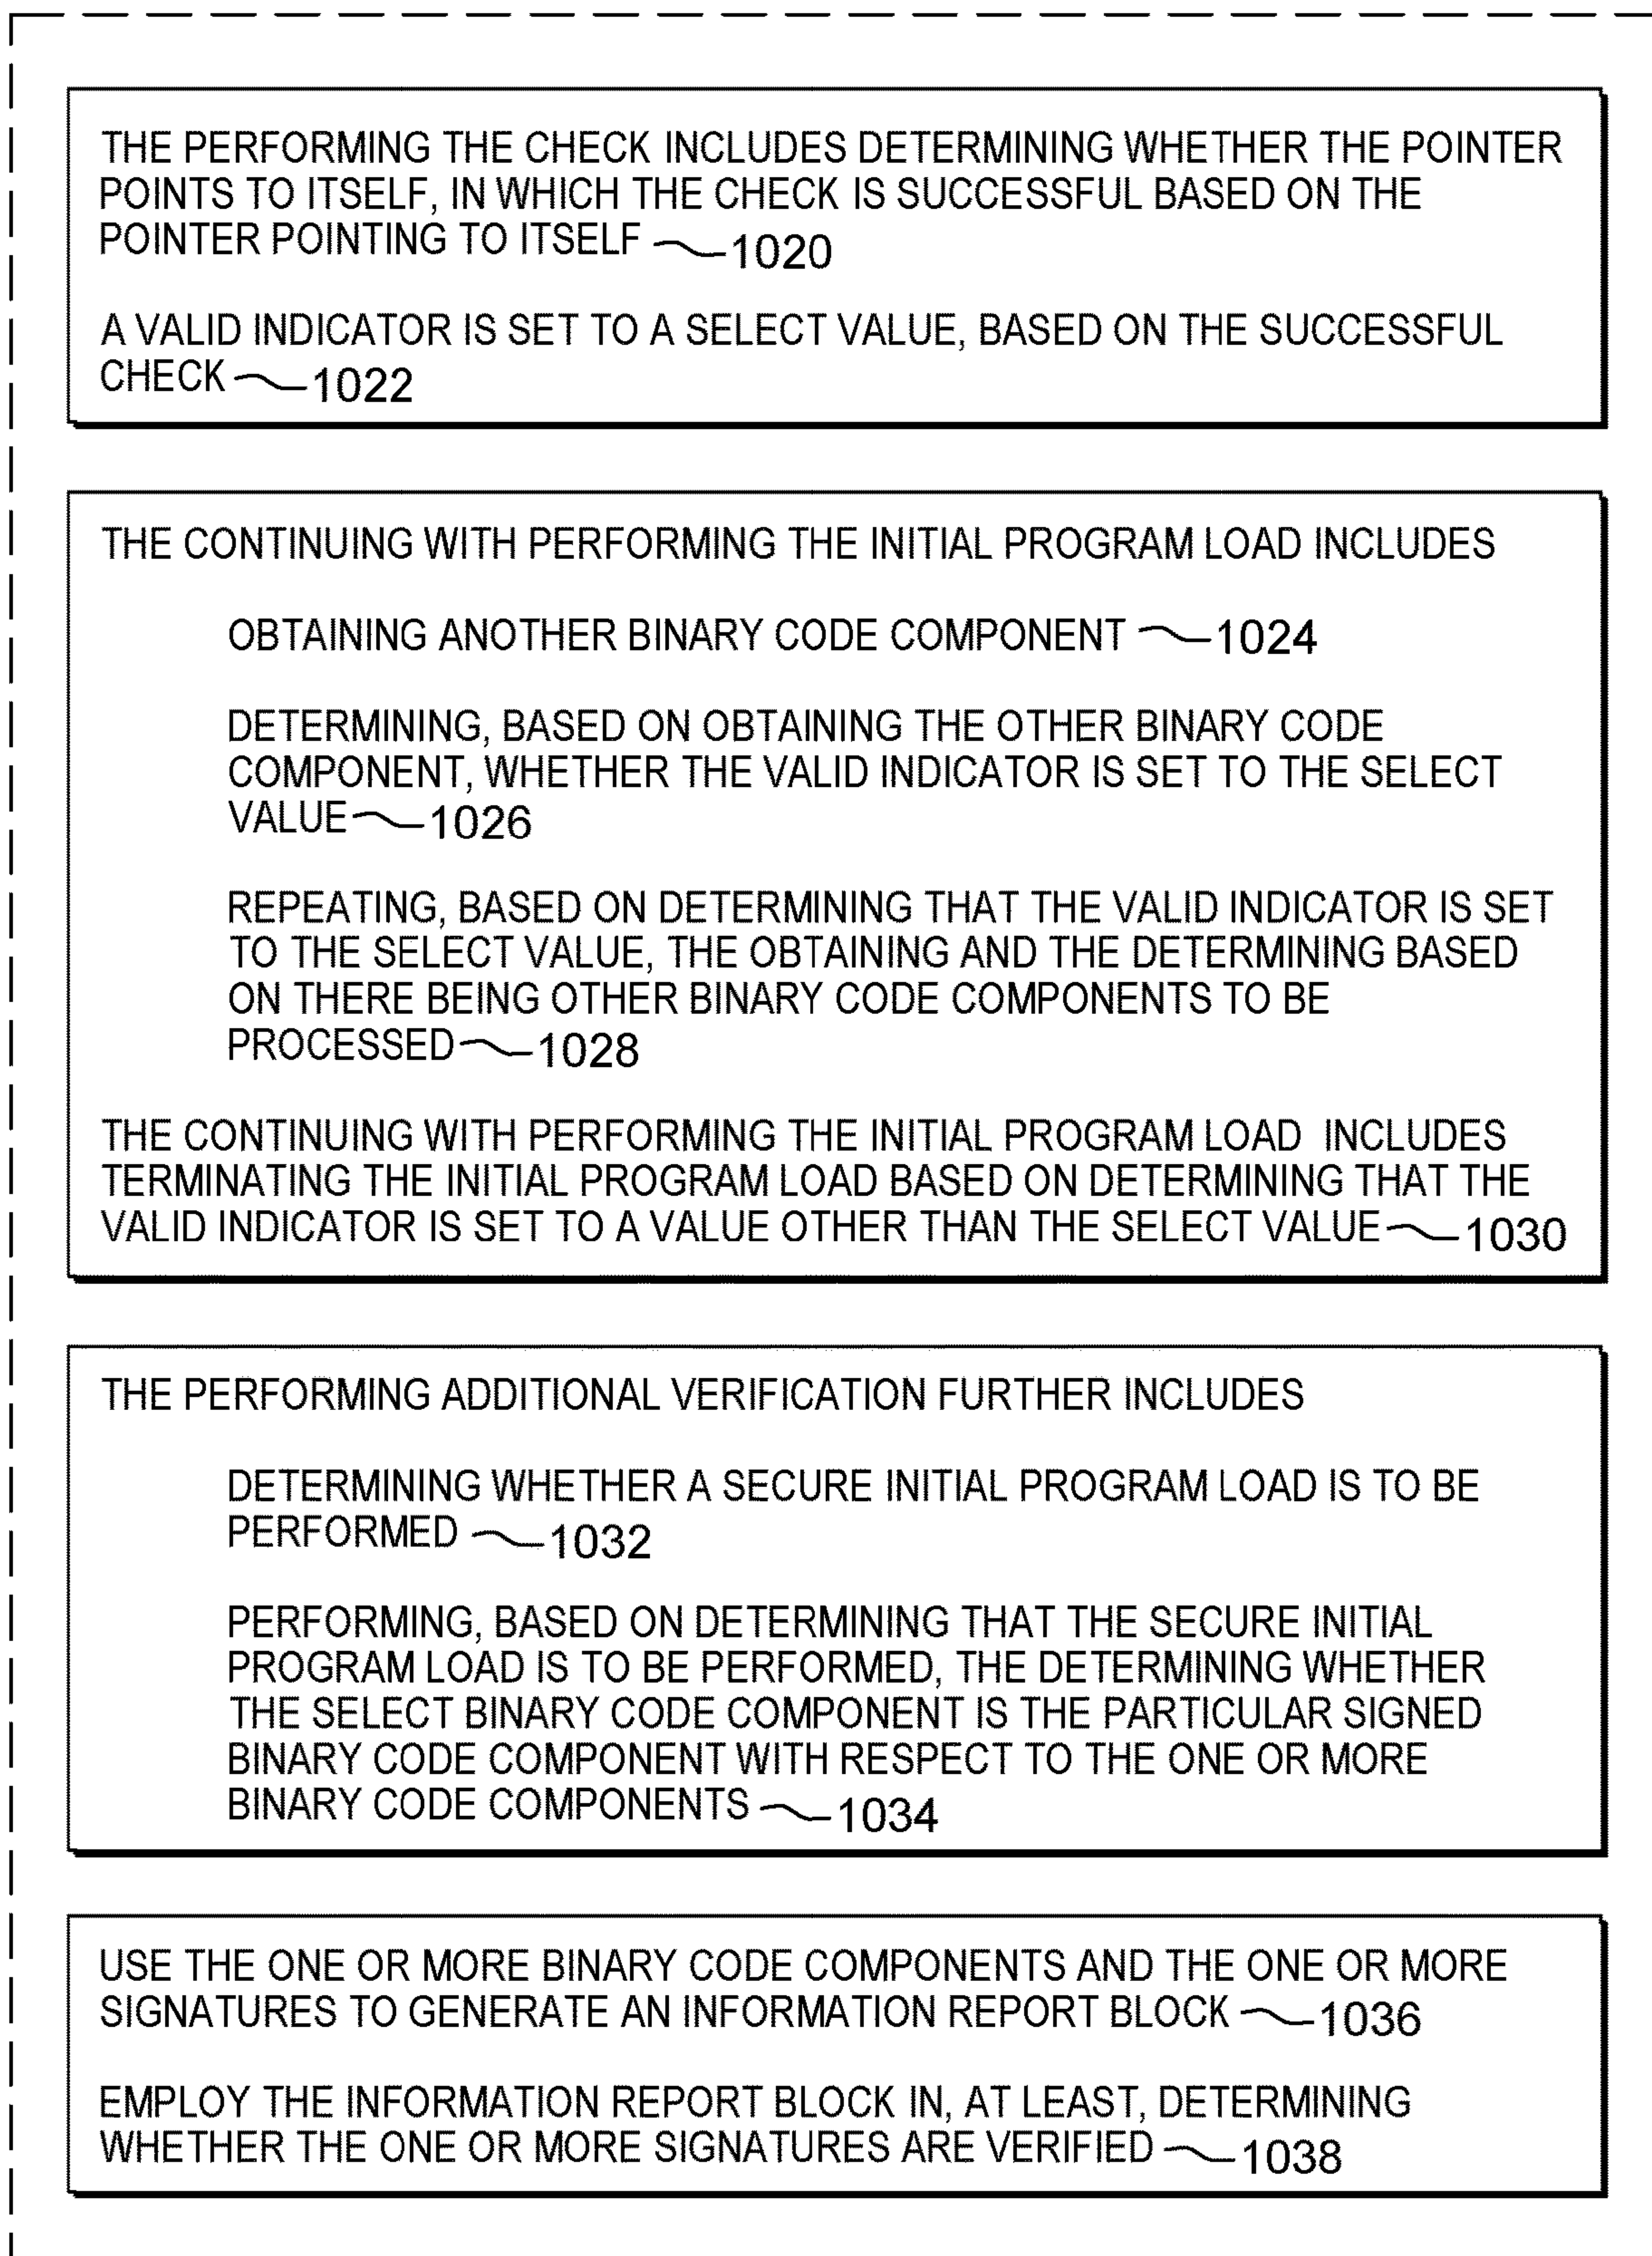 THE PERFORMING THE CHECK INCLUDES DETERMINING WHETHER THE POINTER
POINTS TO ITSELF, IN WHICH THE CHECK IS SUCCESSFUL BASED ON THE
POINTER POINTING TO ITSELF 1020
A VALID INDICATOR IS SET TO A SELECT VALUE, BASED ON THE SUCCESSFUL
CHECK 1022
THE CONTINUING WITH PERFORMING THE INITIAL PROGRAM LOAD INCLUDES
OBTAINING ANOTHER BINARY CODE COMPONENT 1024
DETERMINING, BASED ON OBTAINING THE OTHER BINARY CODE
COMPONENT, WHETHER THE VALID INDICATOR IS SET TO THE SELECT
VALUE 1026
REPEATING, BASED ON DETERMINING THAT THE VALID INDICATOR IS SET
TO THE SELECT VALUE, THE OBTAINING AND THE DETERMINING BASED
ON THERE BEING OTHER BINARY CODE COMPONENTS TO BE
PROCESSED 1028
THE CONTINUING WITH PERFORMING THE INITIAL PROGRAM LOAD INCLUDES
TERMINATING THE INITIAL PROGRAM LOAD BASED ON DETERMINING THAT THE
VALID INDICATOR IS SET TO A VALUE OTHER THAN THE SELECT VALUE 1030
THE PERFORMING ADDITIONAL VERIFICATION FURTHER INCLUDES
DETERMINING WHETHER A SECURE INITIAL PROGRAM LOAD IS TO BE
PERFORMED 1032
PERFORMING, BASED ON DETERMINING THAT THE SECURE INITIAL
PROGRAM LOAD IS TO BE PERFORMED, THE DETERMINING WHETHER
THE SELECT BINARY CODE COMPONENT IS THE PARTICULAR SIGNED
BINARY CODE COMPONENT WITH RESPECT TO THE ONE OR MORE
BINARY CODE COMPONENTS 1034
USE THE ONE OR MORE BINARY CODE COMPONENTS AND THE ONE OR MORE
SIGNATURES TO GENERATE AN INFORMATION REPORT BLOCK 1036
EMPLOY THE INFORMATION REPORT BLOCK IN, AT LEAST, DETERMINING
WHETHER THE ONE OR MORE SIGNATURES ARE VERIFIED 1038